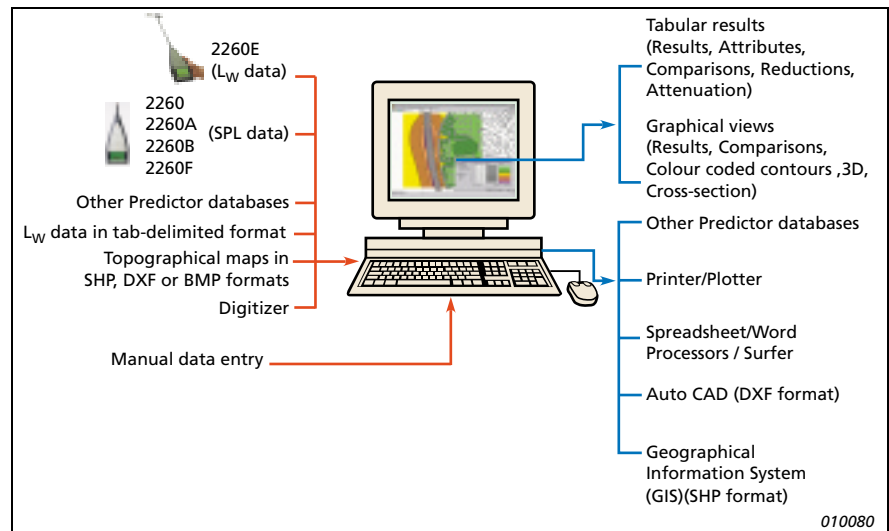 2260E
(LW data)
2260
2260A
2260B
2260F
(SPL data)
Other Predictor databases
LW data in tab-delimited format
Topographical maps in
SHP, DXF or BMP formats
Digitizer
Manual data entry
Tabular results
(Results, Attributes,
Comparisons, Reductions,
Attenuation)
Graphical views
(Results, Comparisons,
Colour coded contours ,3D,
Cross-section)
Other Predictor databases
Printer/Plotter
Spreadsheet/Word
Processors / Surfer
Auto CAD (DXF format)
Geographical
Information System
(GIS)(SHP format)
010080